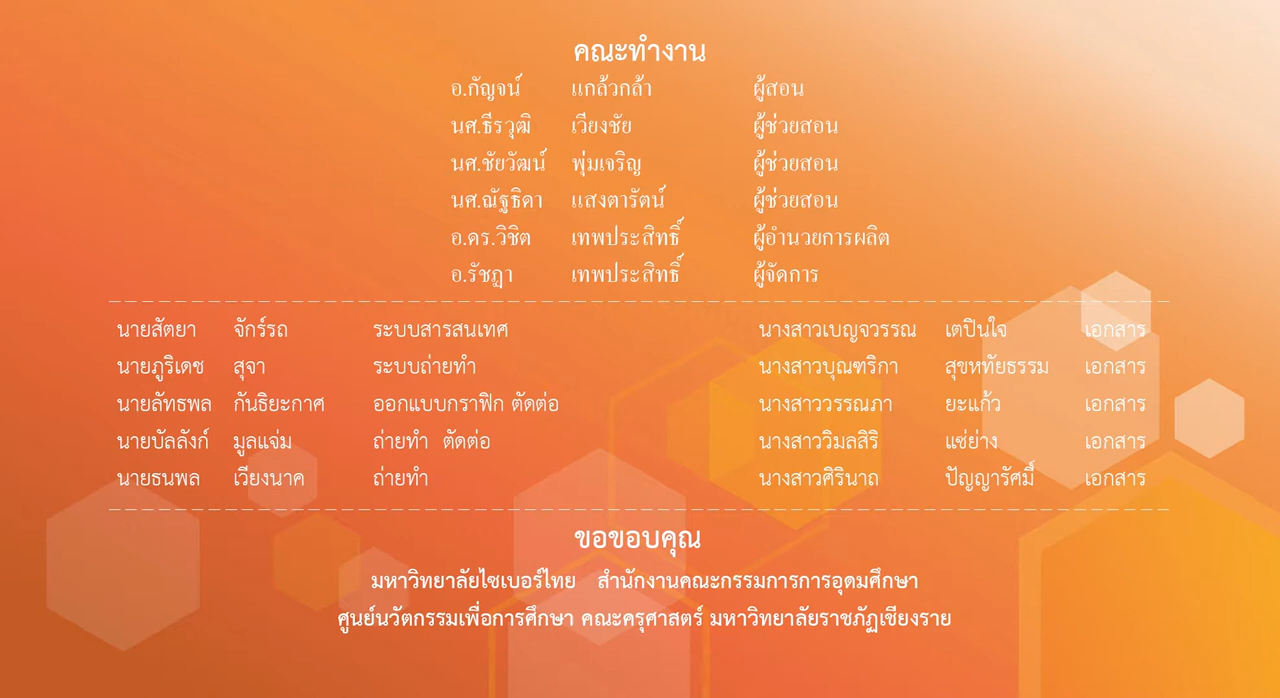 คณะทำงาน
อ.กัญจน์ แกล้วกล้า ผู้สอน
นศ.ธีรวุฒิ เวียงชัย ผู้ช่วยสอน
นศ.ชัยวัฒน์ พุ่มเจริญ ผู้ช่วยสอน
นศ.ณัฐธิดา แสงดารัตน์ ผู้ช่วยสอน
อ.ดร.วิชิต เทพประสิทธิ์ ผู้อำนวยการผลิต
อ.รัชฎา เทพประสิทธิ์ ผู้จัดการ
นายสัตยา จักร์รถ ระบบสารสนเทศ นางสาวเบญจวรรณ เตปินใจ เอกสาร
นายภูริเดช สุจา ระบบถ่ายทำ นางสาวบุณฑริกา สุขหทัยธรรม เอกสาร
นายลัทธพล กันธิยะกาศ ออกแบบกราฟิก ตัดต่อ นางสาววรรณภา ยะแก้ว เอกสาร
นายบัลลังก์ มูลแจ่ม ถ่ายทำ ตัดต่อ นางสาววิมลสิริ แซ่ย่าง เอกสาร
นายธนพล เวียงนาค ถ่ายทำ นางสาวศิรินาถ ปัญญารัศมิ์ เอกสาร
ขอขอบคุณ
มหาวิทยาลัยไซเบอร์ไทย สำนักงานคณะกรรมการการอุดมศึกษา
ศูนย์นวัตกรรมเพื่อการศึกษา คณะครุศาสตร์ มหาวิทยาลัยราชภัฏเชียงราย